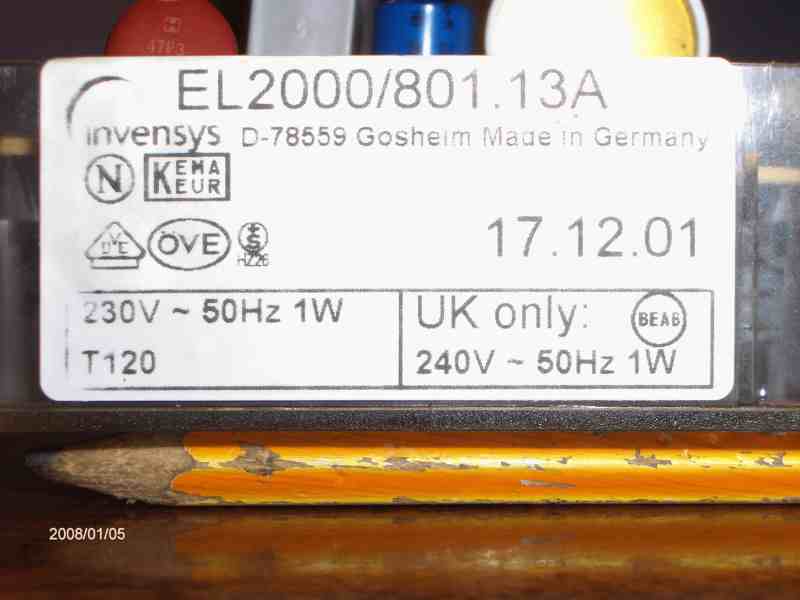 47P3
EL2000/801.13A
invensys D-78559 Gosheim Made in Germany
N KEMA KEUR
VDE ÖVE +S HZ26 17.12.01
230V ~ 50Hz 1W UK only: BEAB
T120 240V ~ 50Hz 1W
2008/01/05